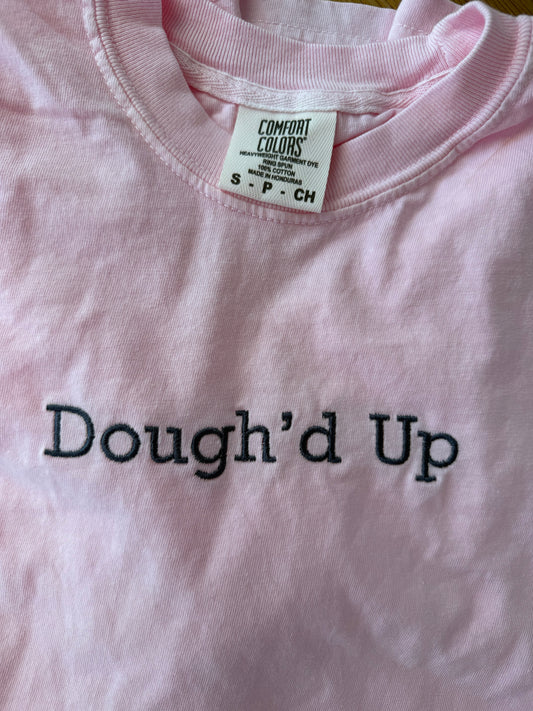 COMFORT
COLORS®
HEAVYWEIGHT GARMENT DYE
RING SPUN
100% COTTON
MADE IN HONDURAS
S - P - CH
Dough’d Up